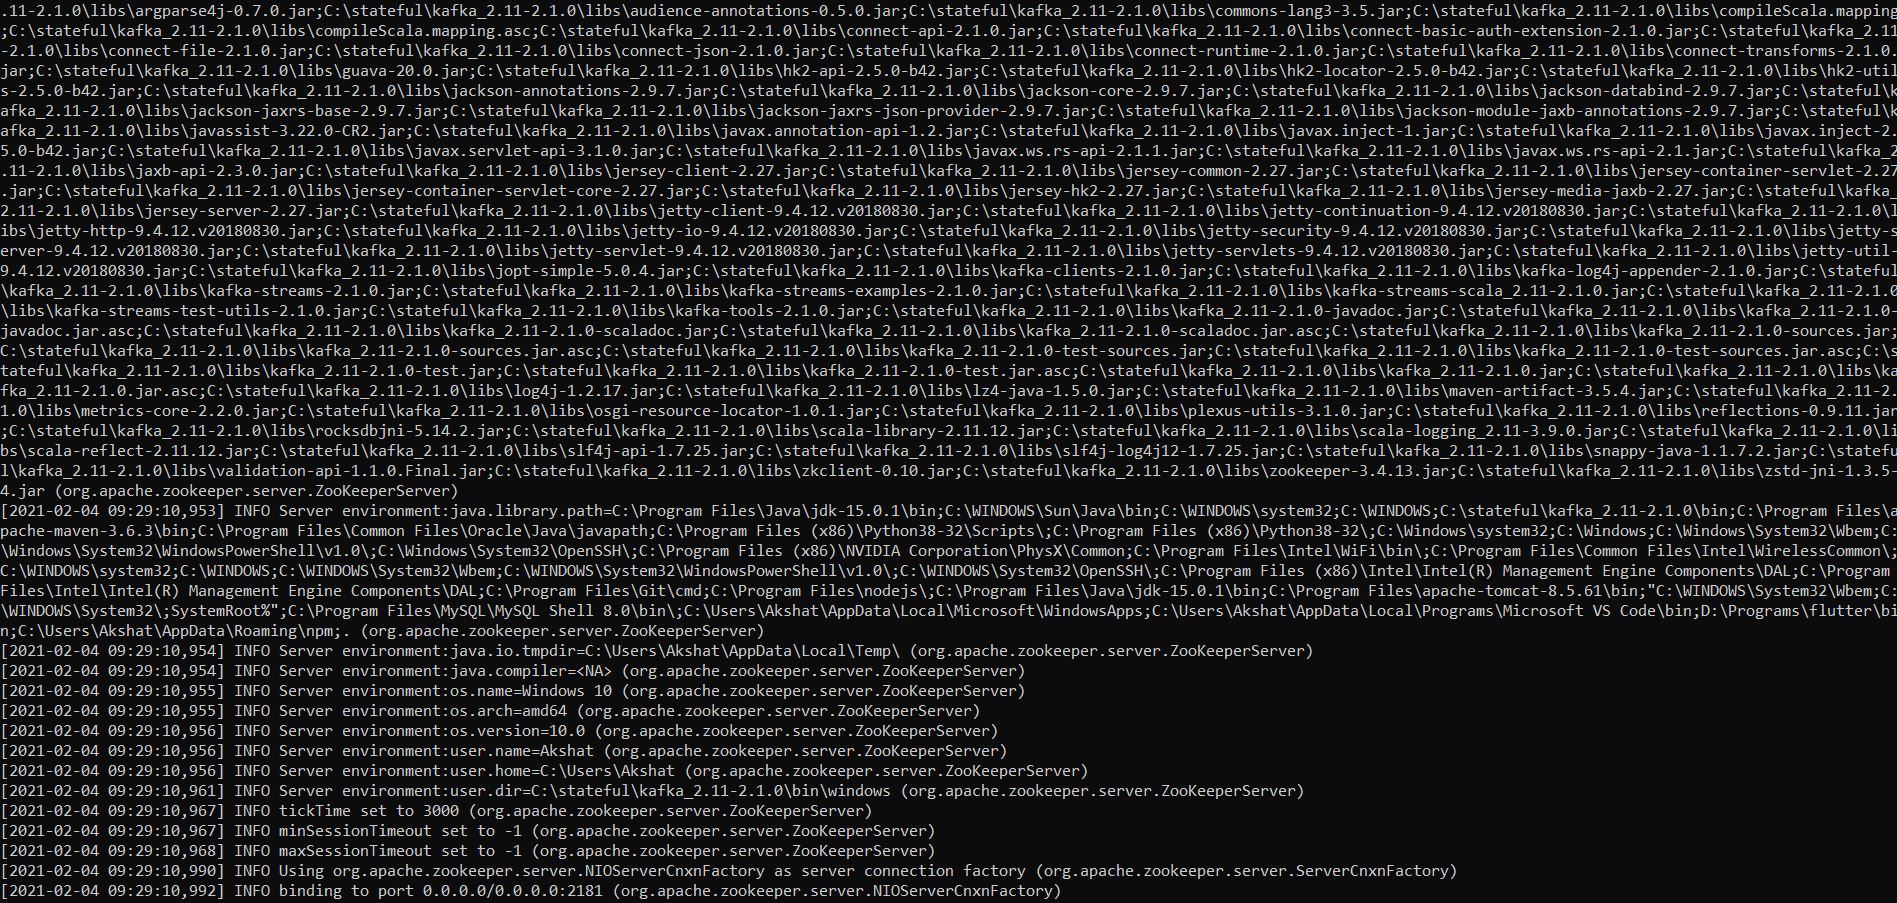 .11-2.1.0\libs\argparse4j-0.7.0.jar;C:\stateful\kafka_2.11-2.1.0\libs\audience-annotations-0.5.0.jar;C:\stateful\kafka_2.11-2.1.0\libs\commons-lang3-3.5.jar;C:\stateful\kafka_2.11-2.1.0\libs\compileScala.mapping
;C:\stateful\kafka_2.11-2.1.0\libs\compileScala.mapping.asc;C:\stateful\kafka_2.11-2.1.0\libs\connect-api-2.1.0.jar;C:\stateful\kafka_2.11-2.1.0\libs\connect-basic-auth-extension-2.1.0.jar;C:\stateful\kafka_2.11
-2.1.0\libs\connect-file-2.1.0.jar;C:\stateful\kafka_2.11-2.1.0\libs\connect-json-2.1.0.jar;C:\stateful\kafka_2.11-2.1.0\libs\connect-runtime-2.1.0.jar;C:\stateful\kafka_2.11-2.1.0\libs\connect-transforms-2.1.0.
jar;C:\stateful\kafka_2.11-2.1.0\libs\guava-20.0.jar;C:\stateful\kafka_2.11-2.1.0\libs\hk2-api-2.5.0-b42.jar;C:\stateful\kafka_2.11-2.1.0\libs\hk2-locator-2.5.0-b42.jar;C:\stateful\kafka_2.11-2.1.0\libs\hk2-util
s-2.5.0-b42.jar;C:\stateful\kafka_2.11-2.1.0\libs\jackson-annotations-2.9.7.jar;C:\stateful\kafka_2.11-2.1.0\libs\jackson-core-2.9.7.jar;C:\stateful\kafka_2.11-2.1.0\libs\jackson-databind-2.9.7.jar;C:\stateful\k
afka_2.11-2.1.0\libs\jackson-jaxrs-base-2.9.7.jar;C:\stateful\kafka_2.11-2.1.0\libs\jackson-jaxrs-json-provider-2.9.7.jar;C:\stateful\kafka_2.11-2.1.0\libs\jackson-module-jaxb-annotations-2.9.7.jar;C:\stateful\k
afka_2.11-2.1.0\libs\javassist-3.22.0-CR2.jar;C:\stateful\kafka_2.11-2.1.0\libs\javax.annotation-api-1.2.jar;C:\stateful\kafka_2.11-2.1.0\libs\javax.inject-1.jar;C:\stateful\kafka_2.11-2.1.0\libs\javax.inject-2.
5.0-b42.jar;C:\stateful\kafka_2.11-2.1.0\libs\javax.servlet-api-3.1.0.jar;C:\stateful\kafka_2.11-2.1.0\libs\javax.ws.rs-api-2.1.1.jar;C:\stateful\kafka_2.11-2.1.0\libs\javax.ws.rs-api-2.1.jar;C:\stateful\kafka_2
.11-2.1.0\libs\jaxb-api-2.3.0.jar;C:\stateful\kafka_2.11-2.1.0\libs\jersey-client-2.27.jar;C:\stateful\kafka_2.11-2.1.0\libs\jersey-common-2.27.jar;C:\stateful\kafka_2.11-2.1.0\libs\jersey-container-servlet-2.27
.jar;C:\stateful\kafka_2.11-2.1.0\libs\jersey-container-servlet-core-2.27.jar;C:\stateful\kafka_2.11-2.1.0\libs\jersey-hk2-2.27.jar;C:\stateful\kafka_2.11-2.1.0\libs\jersey-media-jaxb-2.27.jar;C:\stateful\kafka_
2.11-2.1.0\libs\jersey-server-2.27.jar;C:\stateful\kafka_2.11-2.1.0\libs\jetty-client-9.4.12.v20180830.jar;C:\stateful\kafka_2.11-2.1.0\libs\jetty-continuation-9.4.12.v20180830.jar;C:\stateful\kafka_2.11-2.1.0\l
ibs\jetty-http-9.4.12.v20180830.jar;C:\stateful\kafka_2.11-2.1.0\libs\jetty-io-9.4.12.v20180830.jar;C:\stateful\kafka_2.11-2.1.0\libs\jetty-security-9.4.12.v20180830.jar;C:\stateful\kafka_2.11-2.1.0\libs\jetty-s
erver-9.4.12.v20180830.jar;C:\stateful\kafka_2.11-2.1.0\libs\jetty-servlet-9.4.12.v20180830.jar;C:\stateful\kafka_2.11-2.1.0\libs\jetty-servlets-9.4.12.v20180830.jar;C:\stateful\kafka_2.11-2.1.0\libs\jetty-util-
9.4.12.v20180830.jar;C:\stateful\kafka_2.11-2.1.0\libs\jopt-simple-5.0.4.jar;C:\stateful\kafka_2.11-2.1.0\libs\kafka-clients-2.1.0.jar;C:\stateful\kafka_2.11-2.1.0\libs\kafka-log4j-appender-2.1.0.jar;C:\stateful
\kafka_2.11-2.1.0\libs\kafka-streams-2.1.0.jar;C:\stateful\kafka_2.11-2.1.0\libs\kafka-streams-examples-2.1.0.jar;C:\stateful\kafka_2.11-2.1.0\libs\kafka-streams-scala_2.11-2.1.0.jar;C:\stateful\kafka_2.11-2.1.0
\libs\kafka-streams-test-utils-2.1.0.jar;C:\stateful\kafka_2.11-2.1.0\libs\kafka-tools-2.1.0.jar;C:\stateful\kafka_2.11-2.1.0\libs\kafka_2.11-2.1.0-javadoc.jar;C:\stateful\kafka_2.11-2.1.0\libs\kafka_2.11-2.1.0-
javadoc.jar.asc;C:\stateful\kafka_2.11-2.1.0\libs\kafka_2.11-2.1.0-scaladoc.jar;C:\stateful\kafka_2.11-2.1.0\libs\kafka_2.11-2.1.0-scaladoc.jar.asc;C:\stateful\kafka_2.11-2.1.0\libs\kafka_2.11-2.1.0-sources.jar;
C:\stateful\kafka_2.11-2.1.0\libs\kafka_2.11-2.1.0-sources.jar.asc;C:\stateful\kafka_2.11-2.1.0\libs\kafka_2.11-2.1.0-test-sources.jar;C:\stateful\kafka_2.11-2.1.0\libs\kafka_2.11-2.1.0-test-sources.jar.asc;C:\s
tateful\kafka_2.11-2.1.0\libs\kafka_2.11-2.1.0-test.jar;C:\stateful\kafka_2.11-2.1.0\libs\kafka_2.11-2.1.0-test.jar.asc;C:\stateful\kafka_2.11-2.1.0\libs\kafka_2.11-2.1.0.jar;C:\stateful\kafka_2.11-2.1.0\libs\ka
fka_2.11-2.1.0.jar.asc;C:\stateful\kafka_2.11-2.1.0\libs\log4j-1.2.17.jar;C:\stateful\kafka_2.11-2.1.0\libs\lz4-java-1.5.0.jar;C:\stateful\kafka_2.11-2.1.0\libs\maven-artifact-3.5.4.jar;C:\stateful\kafka_2.11-2.
1.0\libs\metrics-core-2.2.0.jar;C:\stateful\kafka_2.11-2.1.0\libs\osgi-resource-locator-1.0.1.jar;C:\stateful\kafka_2.11-2.1.0\libs\plexus-utils-3.1.0.jar;C:\stateful\kafka_2.11-2.1.0\libs\reflections-0.9.11.jar
;C:\stateful\kafka_2.11-2.1.0\libs\rocksdbjni-5.14.2.jar;C:\stateful\kafka_2.11-2.1.0\libs\scala-library-2.11.12.jar;C:\stateful\kafka_2.11-2.1.0\libs\scala-logging_2.11-3.9.0.jar;C:\stateful\kafka_2.11-2.1.0\li
bs\scala-reflect-2.11.12.jar;C:\stateful\kafka_2.11-2.1.0\libs\slf4j-api-1.7.25.jar;C:\stateful\kafka_2.11-2.1.0\libs\slf4j-log4j12-1.7.25.jar;C:\stateful\kafka_2.11-2.1.0\libs\snappy-java-1.1.7.2.jar;C:\statefu
l\kafka_2.11-2.1.0\libs\validation-api-1.1.0.Final.jar;C:\stateful\kafka_2.11-2.1.0\libs\zkclient-0.10.jar;C:\stateful\kafka_2.11-2.1.0\libs\zookeeper-3.4.13.jar;C:\stateful\kafka_2.11-2.1.0\libs\zstd-jni-1.3.5-
4.jar (org.apache.zookeeper.server.ZooKeeperServer)
[2021-02-04 09:29:10,953] INFO Server environment:java.library.path=C:\Program Files\Java\jdk-15.0.1\bin;C:\WINDOWS\Sun\Java\bin;C:\WINDOWS\system32;C:\WINDOWS;C:\stateful\kafka_2.11-2.1.0\bin;C:\Program Files\a
pache-maven-3.6.3\bin;C:\Program Files\Common Files\Oracle\Java\javapath;C:\Program Files (x86)\Python38-32\Scripts\;C:\Program Files (x86)\Python38-32\;C:\Windows\system32;C:\Windows;C:\Windows\System32\Wbem;C:
\Windows\System32\WindowsPowerShell\v1.0\;C:\Windows\System32\OpenSSH\;C:\Program Files (x86)\NVIDIA Corporation\PhysX\Common;C:\Program Files\Intel\WiFi\bin\;C:\Program Files\Common Files\Intel\WirelessCommon\;
C:\WINDOWS\system32;C:\WINDOWS;C:\WINDOWS\System32\Wbem;C:\WINDOWS\System32\WindowsPowerShell\v1.0\;C:\WINDOWS\System32\OpenSSH\;C:\Program Files (x86)\Intel\Intel(R) Management Engine Components\DAL;C:\Program 
Files\Intel\Intel(R) Management Engine Components\DAL;C:\Program Files\Git\cmd;C:\Program Files\nodejs\;C:\Program Files\Java\jdk-15.0.1\bin;C:\Program Files\apache-tomcat-8.5.61\bin;"C:\WINDOWS\System32\Wbem;C:
\WINDOWS\System32\;SystemRoot%";C:\Program Files\MySQL\MySQL Shell 8.0\bin\;C:\Users\Akshat\AppData\Local\Microsoft\WindowsApps;C:\Users\Akshat\AppData\Local\Programs\Microsoft VS Code\bin;D:\Programs\flutter\bi
n;C:\Users\Akshat\AppData\Roaming\npm;. (org.apache.zookeeper.server.ZooKeeperServer)
[2021-02-04 09:29:10,954] INFO Server environment:java.io.tmpdir=C:\Users\Akshat\AppData\Local\Temp\ (org.apache.zookeeper.server.ZooKeeperServer)
[2021-02-04 09:29:10,954] INFO Server environment:java.compiler=<NA> (org.apache.zookeeper.server.ZooKeeperServer)
[2021-02-04 09:29:10,955] INFO Server environment:os.name=Windows 10 (org.apache.zookeeper.server.ZooKeeperServer)
[2021-02-04 09:29:10,955] INFO Server environment:os.arch=amd64 (org.apache.zookeeper.server.ZooKeeperServer)
[2021-02-04 09:29:10,956] INFO Server environment:os.version=10.0 (org.apache.zookeeper.server.ZooKeeperServer)
[2021-02-04 09:29:10,956] INFO Server environment:user.name=Akshat (org.apache.zookeeper.server.ZooKeeperServer)
[2021-02-04 09:29:10,956] INFO Server environment:user.home=C:\Users\Akshat (org.apache.zookeeper.server.ZooKeeperServer)
[2021-02-04 09:29:10,961] INFO Server environment:user.dir=C:\stateful\kafka_2.11-2.1.0\bin\windows (org.apache.zookeeper.server.ZooKeeperServer)
[2021-02-04 09:29:10,967] INFO tickTime set to 3000 (org.apache.zookeeper.server.ZooKeeperServer)
[2021-02-04 09:29:10,967] INFO minSessionTimeout set to -1 (org.apache.zookeeper.server.ZooKeeperServer)
[2021-02-04 09:29:10,968] INFO maxSessionTimeout set to -1 (org.apache.zookeeper.server.ZooKeeperServer)
[2021-02-04 09:29:10,990] INFO Using org.apache.zookeeper.server.NIOServerCnxnFactory as server connection factory (org.apache.zookeeper.server.ServerCnxnFactory)
[2021-02-04 09:29:10,992] INFO binding to port 0.0.0.0/0.0.0.0:2181 (org.apache.zookeeper.server.NIOServerCnxnFactory)